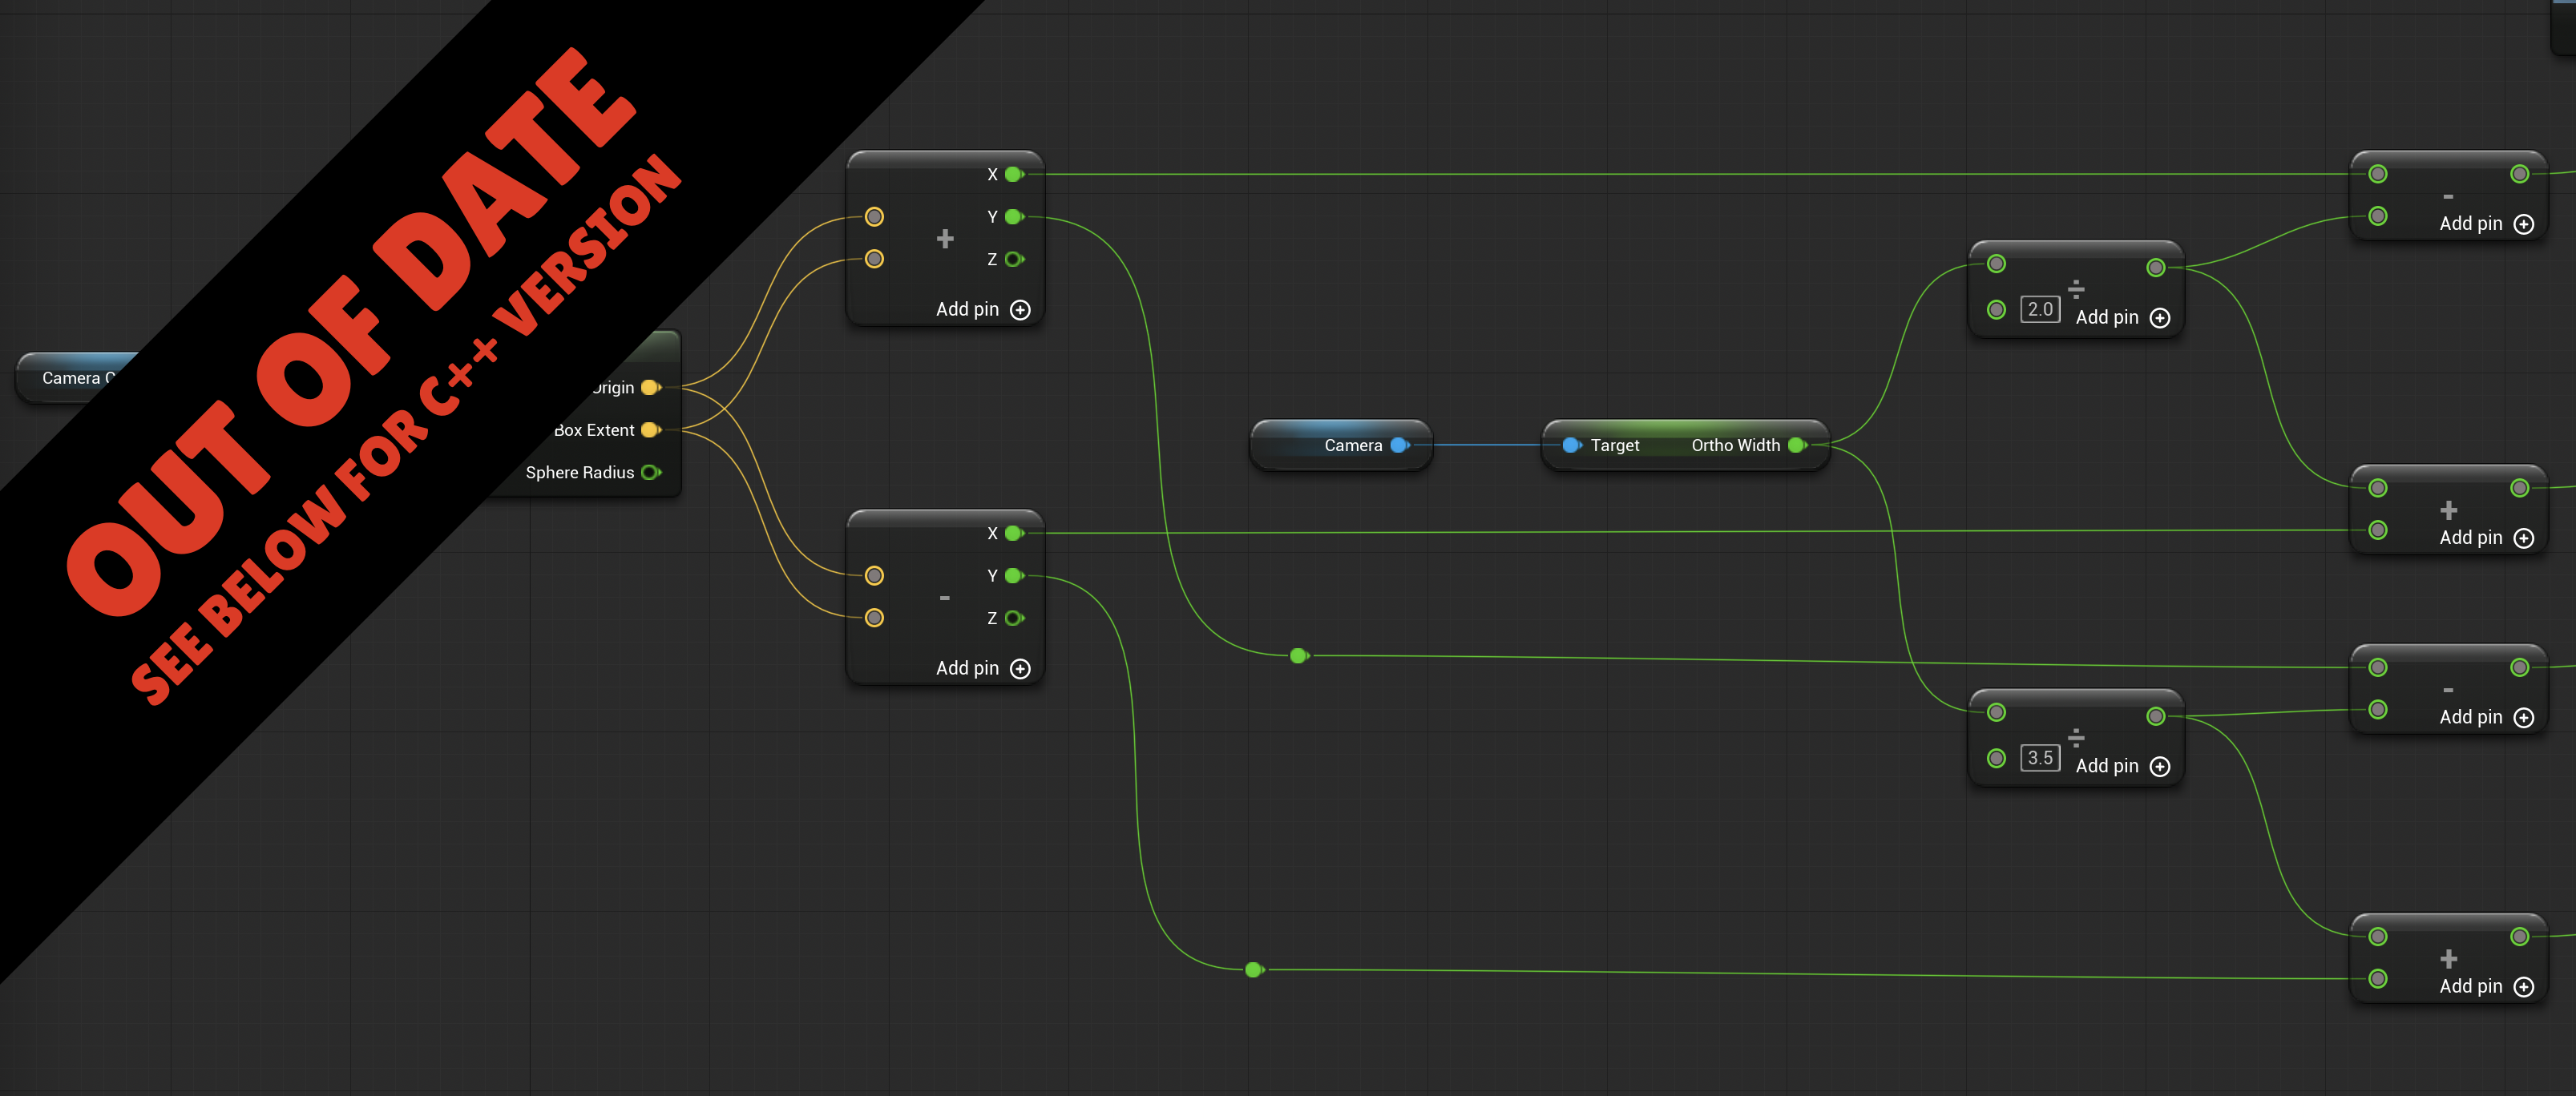 OUT OF DATE
SEE BELOW FOR C++ VERSION
Camera
Origin
Box Extent
Sphere Radius
X
Y
+
Z
Add pin
X
Y
-
Z
Add pin
Camera
Target Ortho Width
÷
2.0 Add pin
÷
3.5 Add pin
-
Add pin
+
Add pin
-
Add pin
+
Add pin